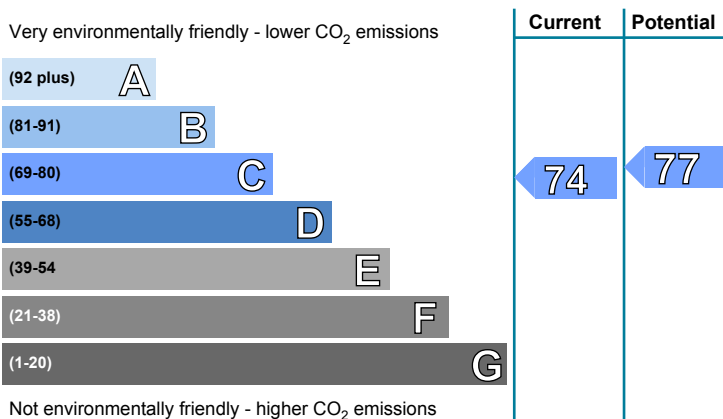 Very environmentally friendly - lower CO₂ emissions
Current
Potential
(92 plus) A
(81-91) B
(69-80) C
(55-68) D
(39-54 E
(21-38) F
(1-20) G
74
77
Not environmentally friendly - higher CO₂ emissions